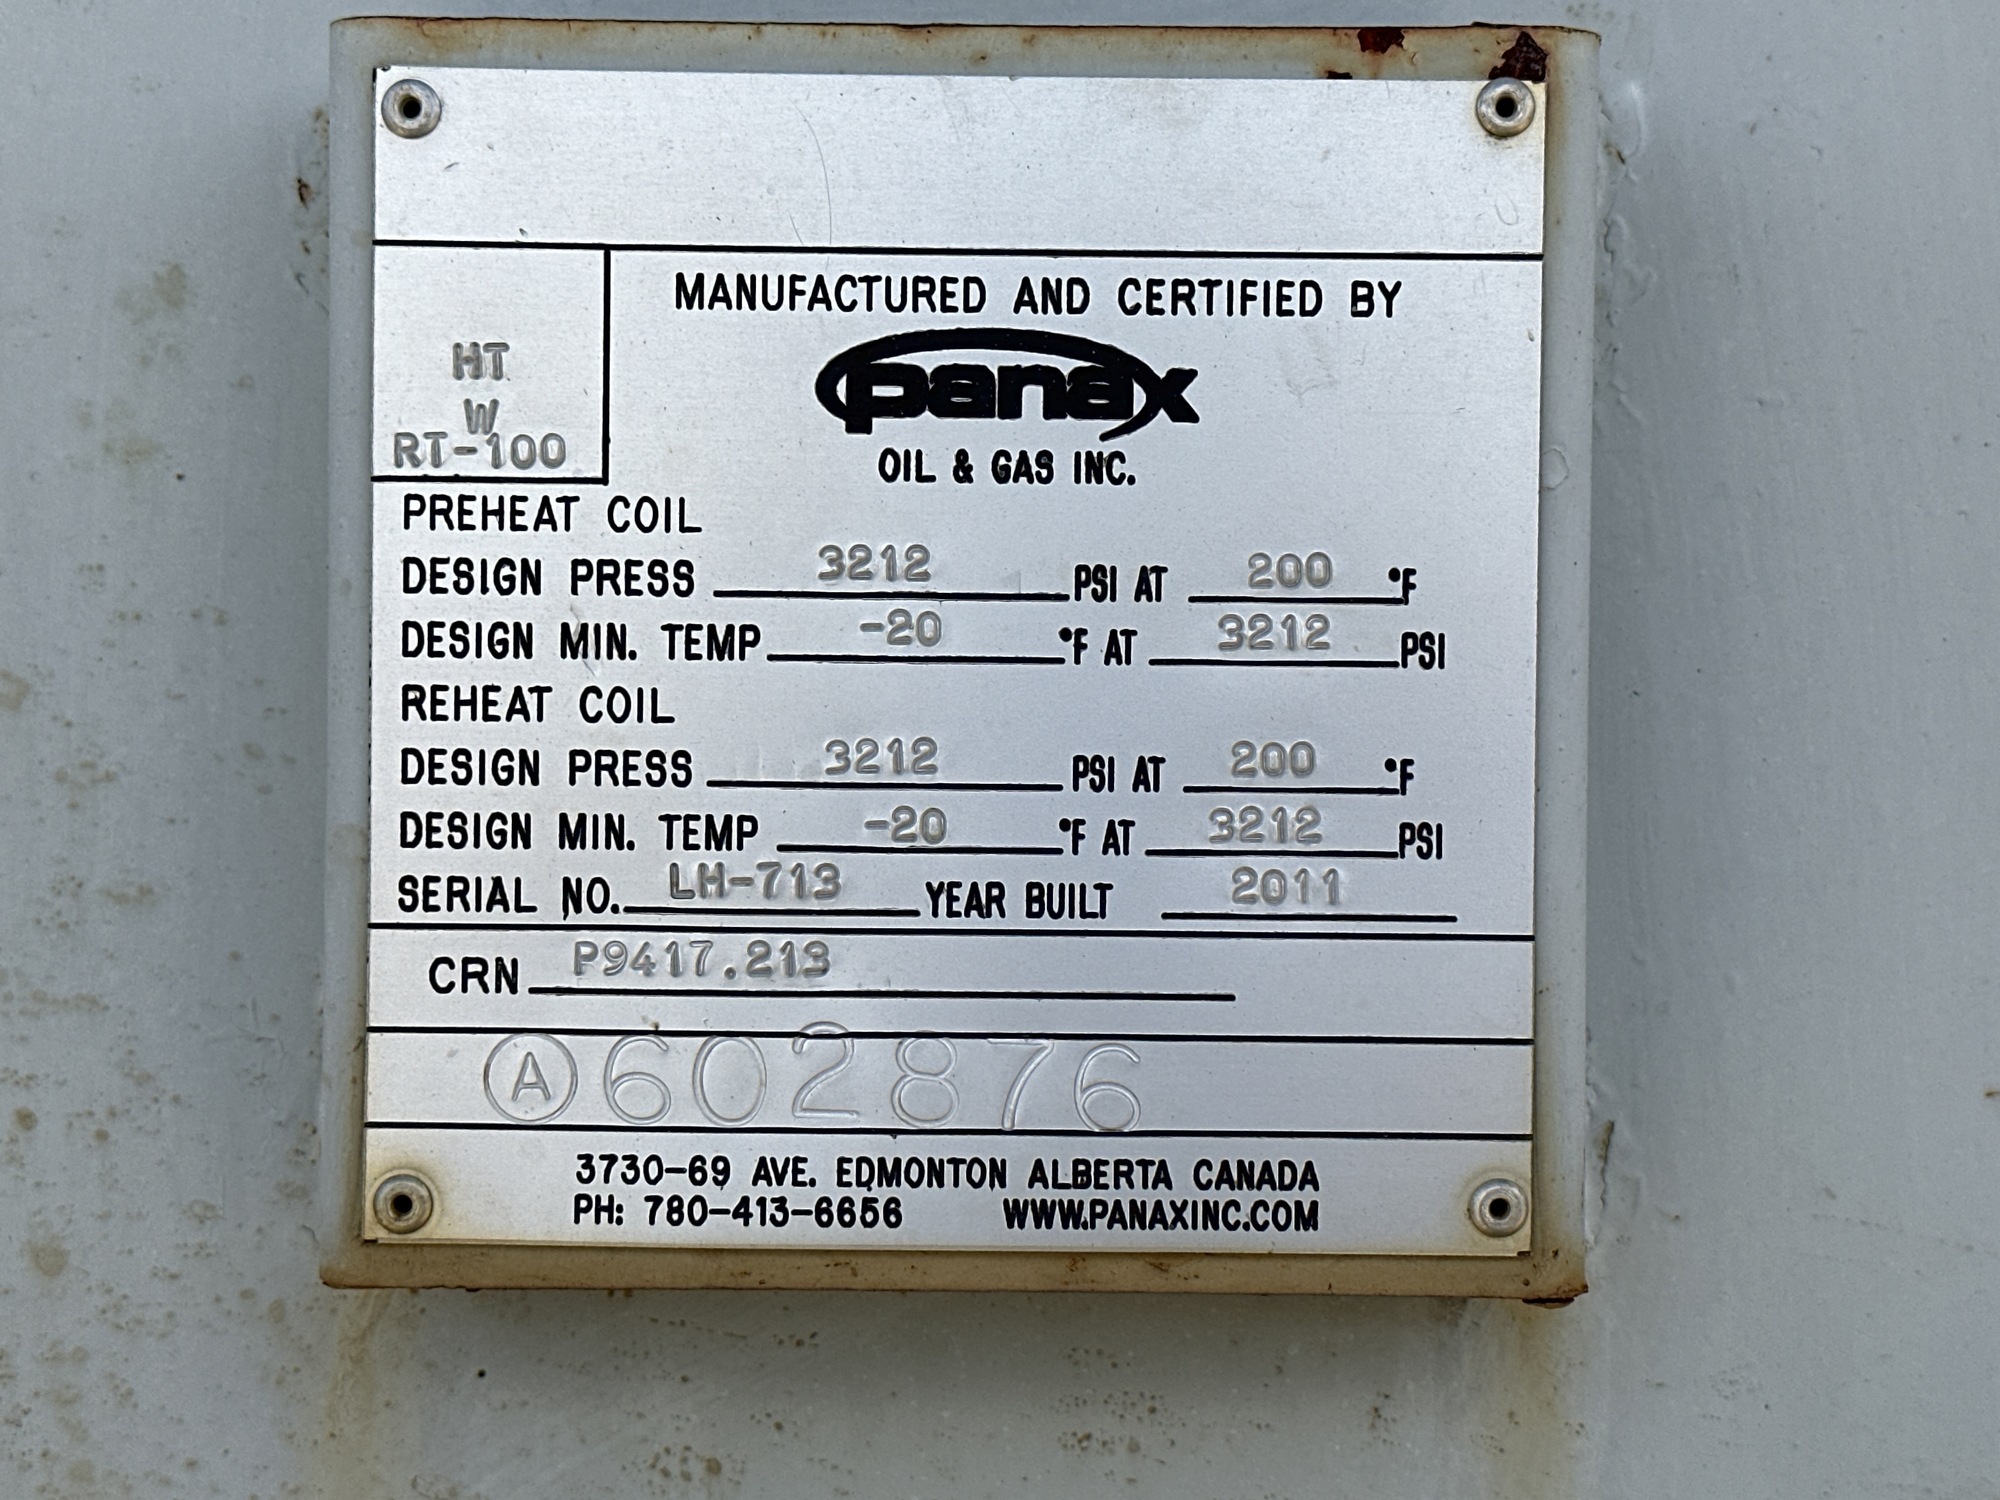 MANUFACTURED AND CERTIFIED BY
panax
OIL & GAS INC.
HT
W
RT-100
PREHEAT COIL
DESIGN PRESS 3212 PSI AT 200 °F
DESIGN MIN. TEMP -20 °F AT 3212 PSI
REHEAT COIL
DESIGN PRESS 3212 PSI AT 200 °F
DESIGN MIN. TEMP -20 °F AT 3212 PSI
SERIAL NO. LH-713 YEAR BUILT 2011
CRN P9417.213
Ⓐ602876
3730-69 AVE. EDMONTON ALBERTA CANADA
PH: 780-413-6656 WWW.PANAXINC.COM